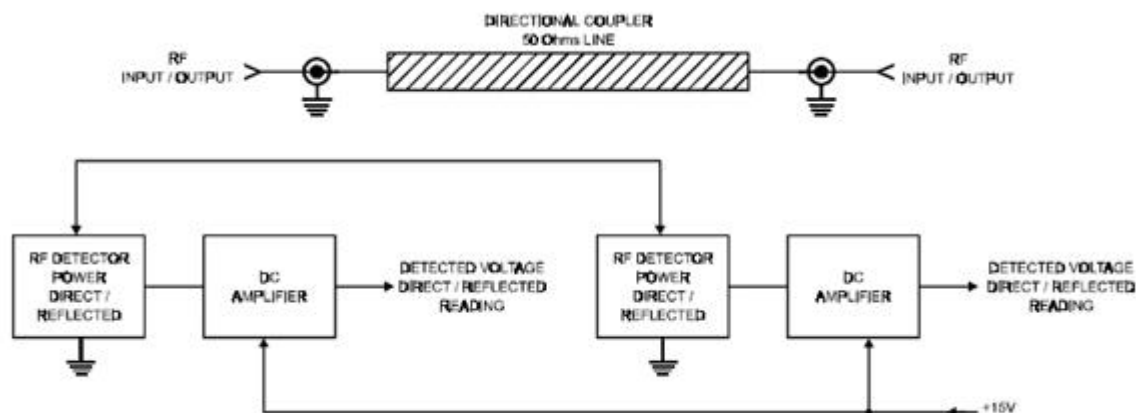 DIRECTIONAL COUPLER
50 Ohms LINE
RF
INPUT / OUTPUT
RF
INPUT / OUTPUT
RF DETECTOR
POWER
DIRECT /
REFLECTED
DC
AMPLIFIER
DETECTED VOLTAGE
DIRECT / REFLECTED
READING
RF DETECTOR
POWER
DIRECT /
REFLECTED
DC
AMPLIFIER
DETECTED VOLTAGE
DIRECT / REFLECTED
READING
+15V